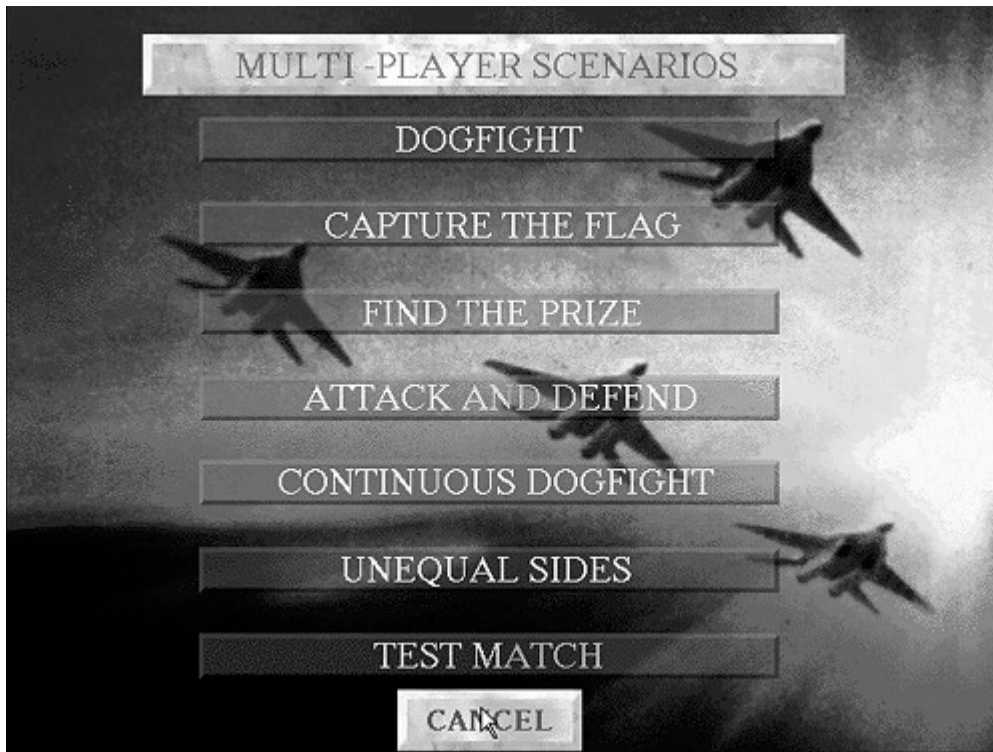 MULTI -PLAYER SCENARIOS
DOGFIGHT
CAPTURE THE FLAG
FIND THE PRIZE
ATTACK AND DEFEND
CONTINUOUS DOGFIGHT
UNEQUAL SIDES
TEST MATCH
CANCEL